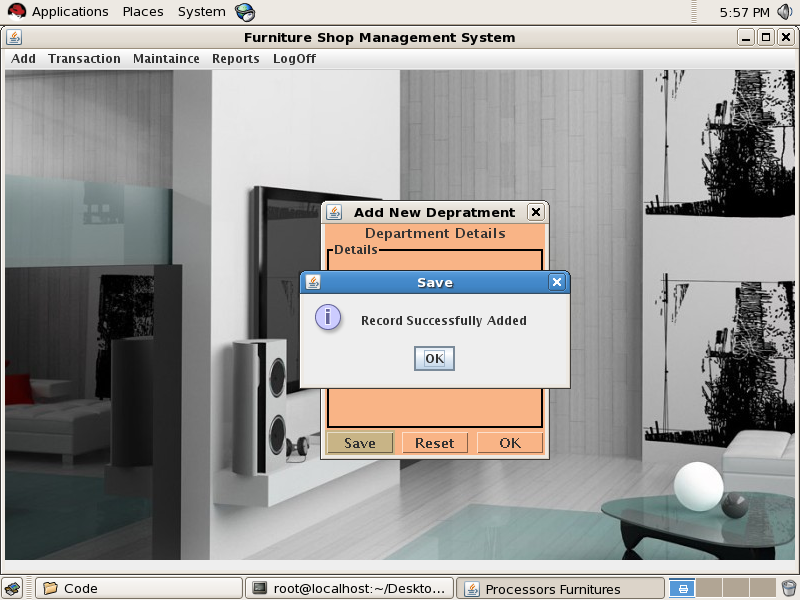 Applications Places System
5:57 PM
Furniture Shop Management System
Add Transaction Maintaince Reports LogOff
Add New Depratment
Department Details
Details
Save
Record Successfully Added
OK
Save Reset OK
Code
root@localhost:~/Deskto...
Processors Furnitures